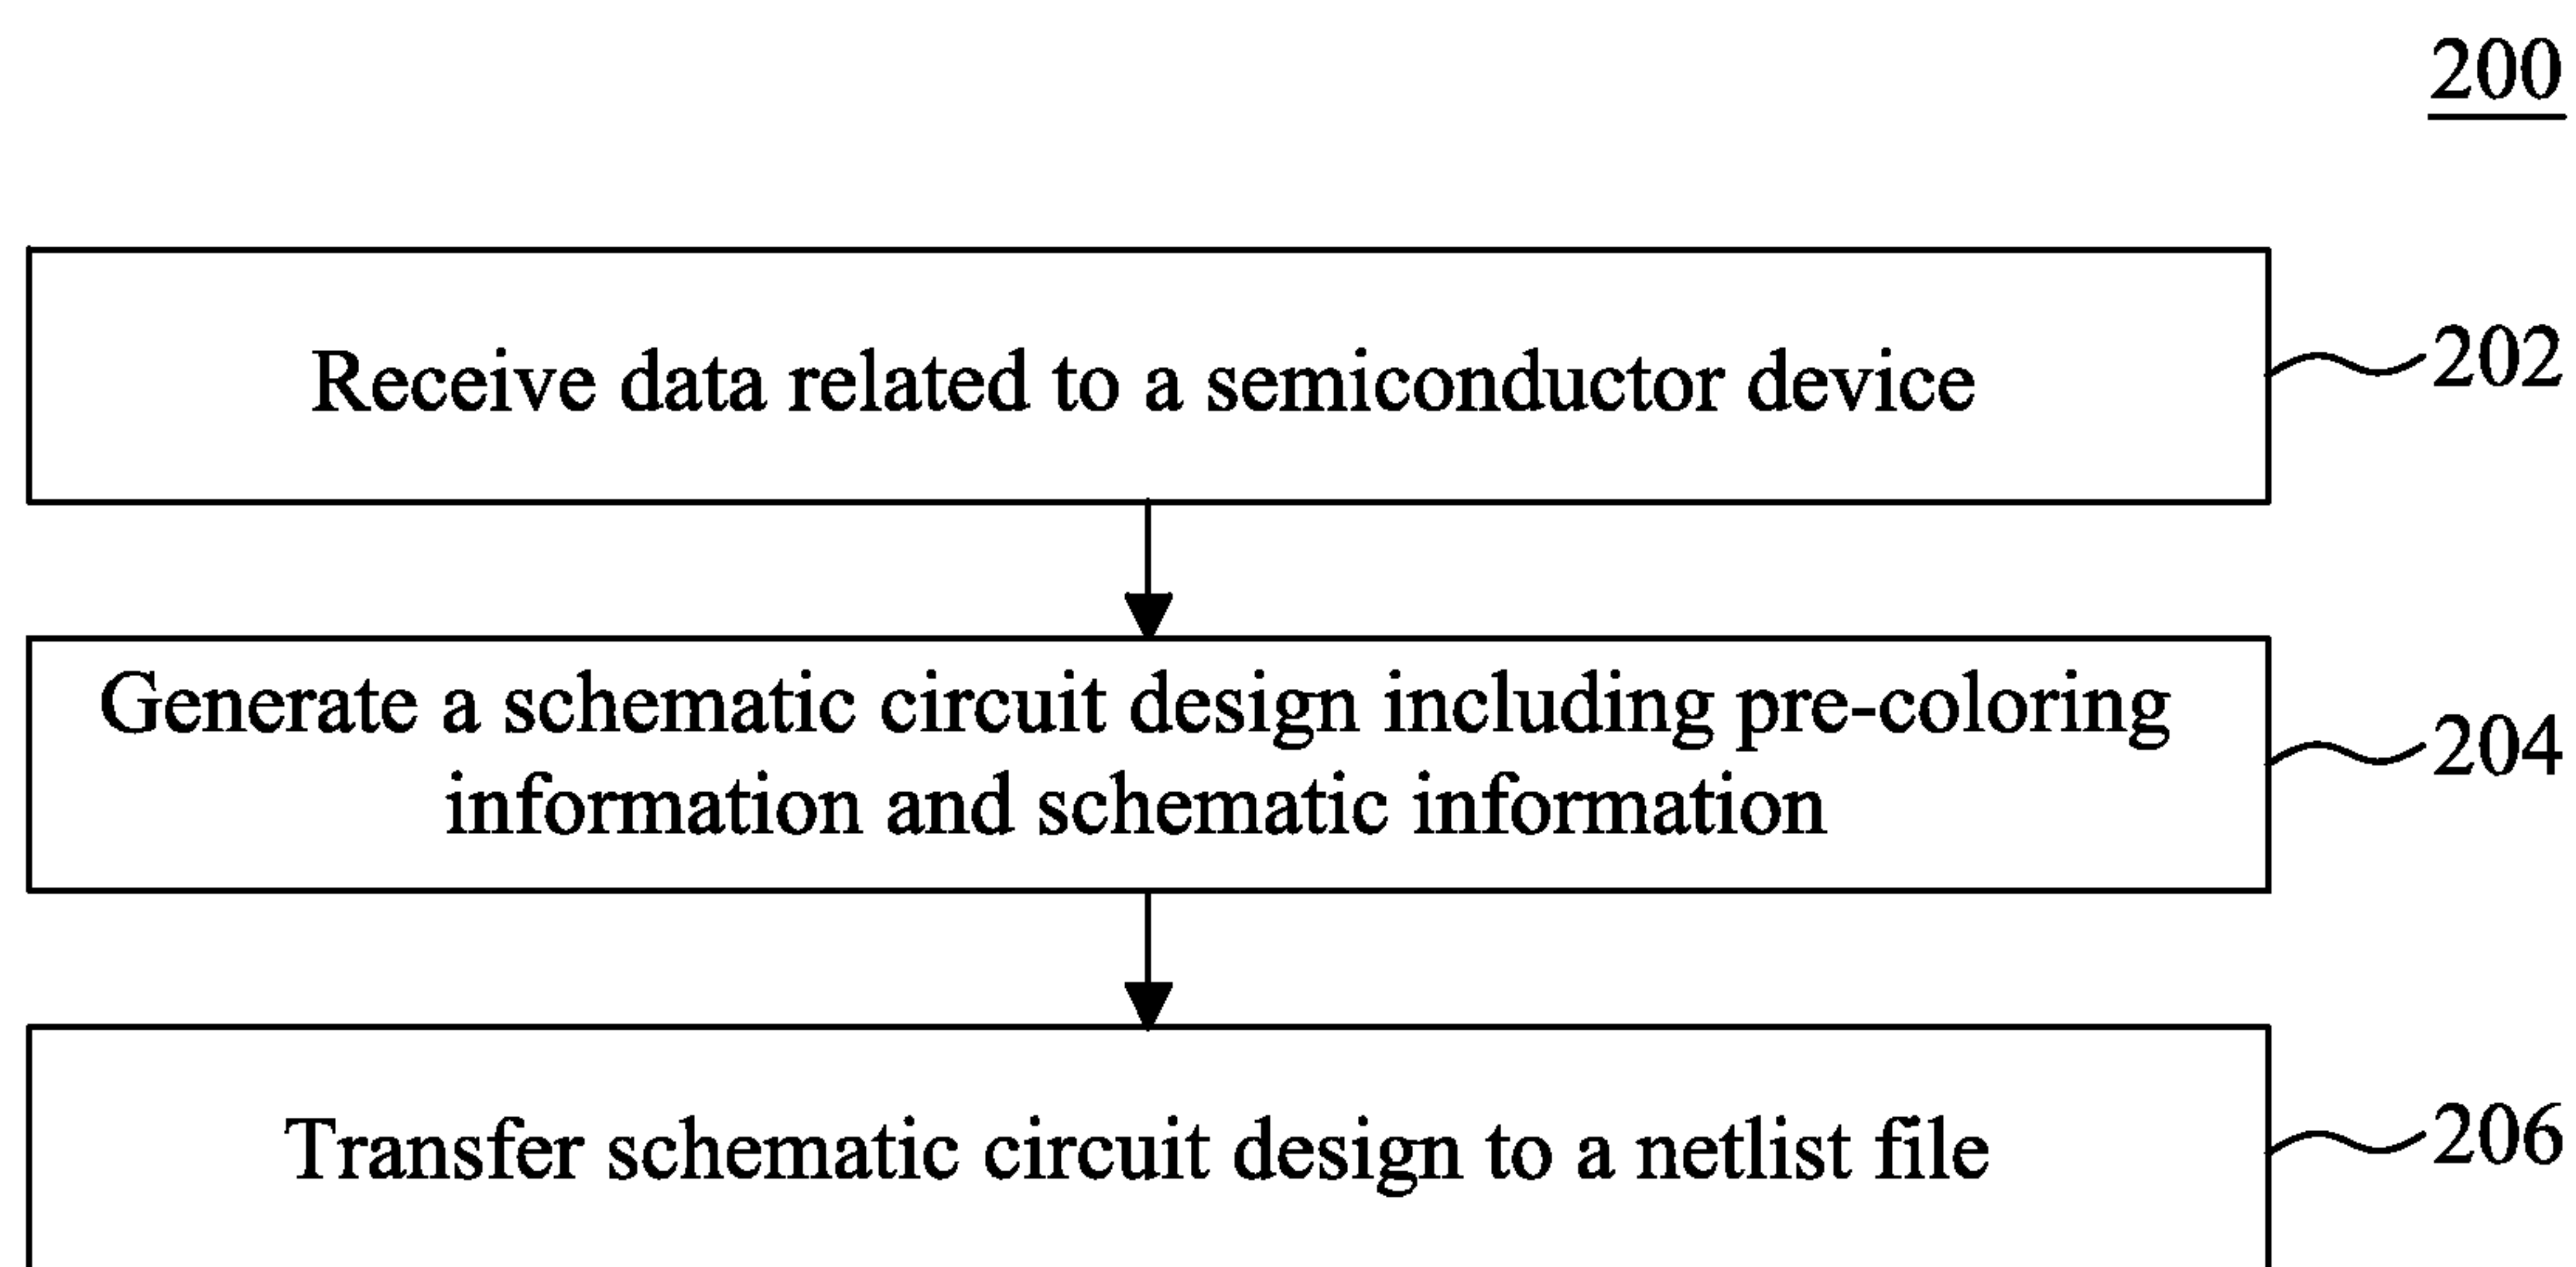 200
Receive data related to a semiconductor device
202
Generate a schematic circuit design including pre-coloring
information and schematic information
204
Transfer schematic circuit design to a netlist file
206